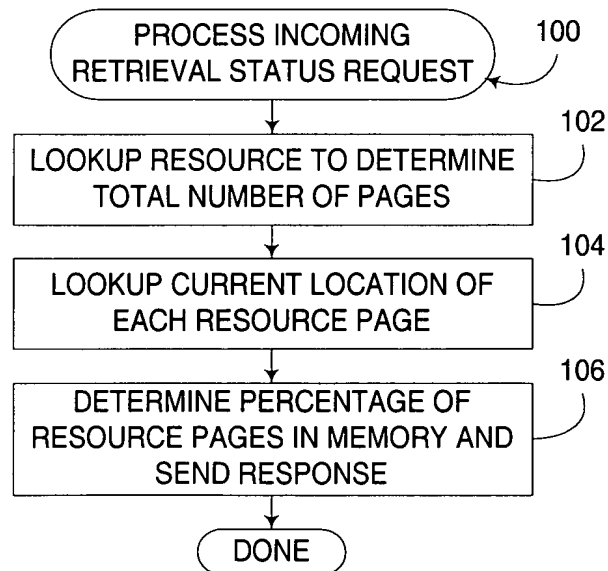 PROCESS INCOMING
RETRIEVAL STATUS REQUEST
100
LOOKUP RESOURCE TO DETERMINE
TOTAL NUMBER OF PAGES
102
LOOKUP CURRENT LOCATION OF
EACH RESOURCE PAGE
104
DETERMINE PERCENTAGE OF
RESOURCE PAGES IN MEMORY AND
SEND RESPONSE
106
DONE